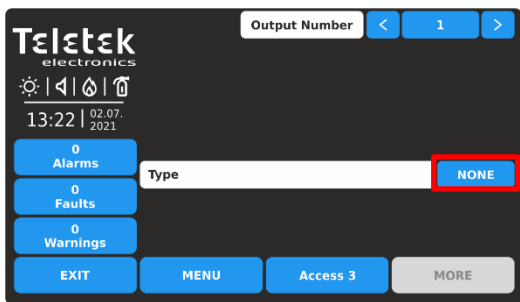 Teletek
electronics
Output Number < 1 >
13:22 | 02.07.
2021
0
Alarms
Type NONE
0
Faults
0
Warnings
EXIT MENU Access 3 MORE